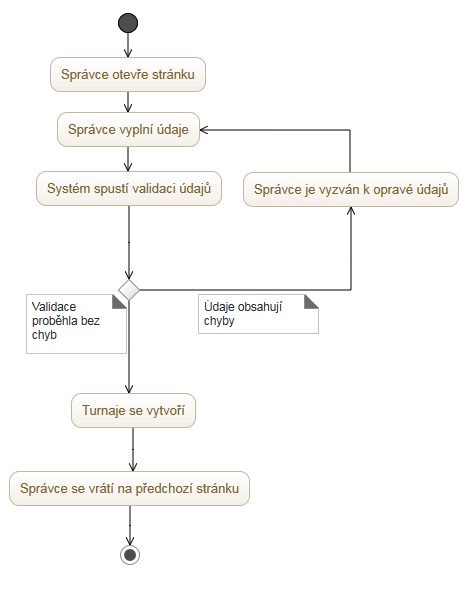 Správce otevře stránku
Správce vyplní údaje
Systém spustí validaci údajů
Správce je vyzván k opravé údajů
Validace
proběhla bez
chyb
Údaje obsahují
chyby
Turnaje se vytvoří
Správce se vrátí na předchozí stránku